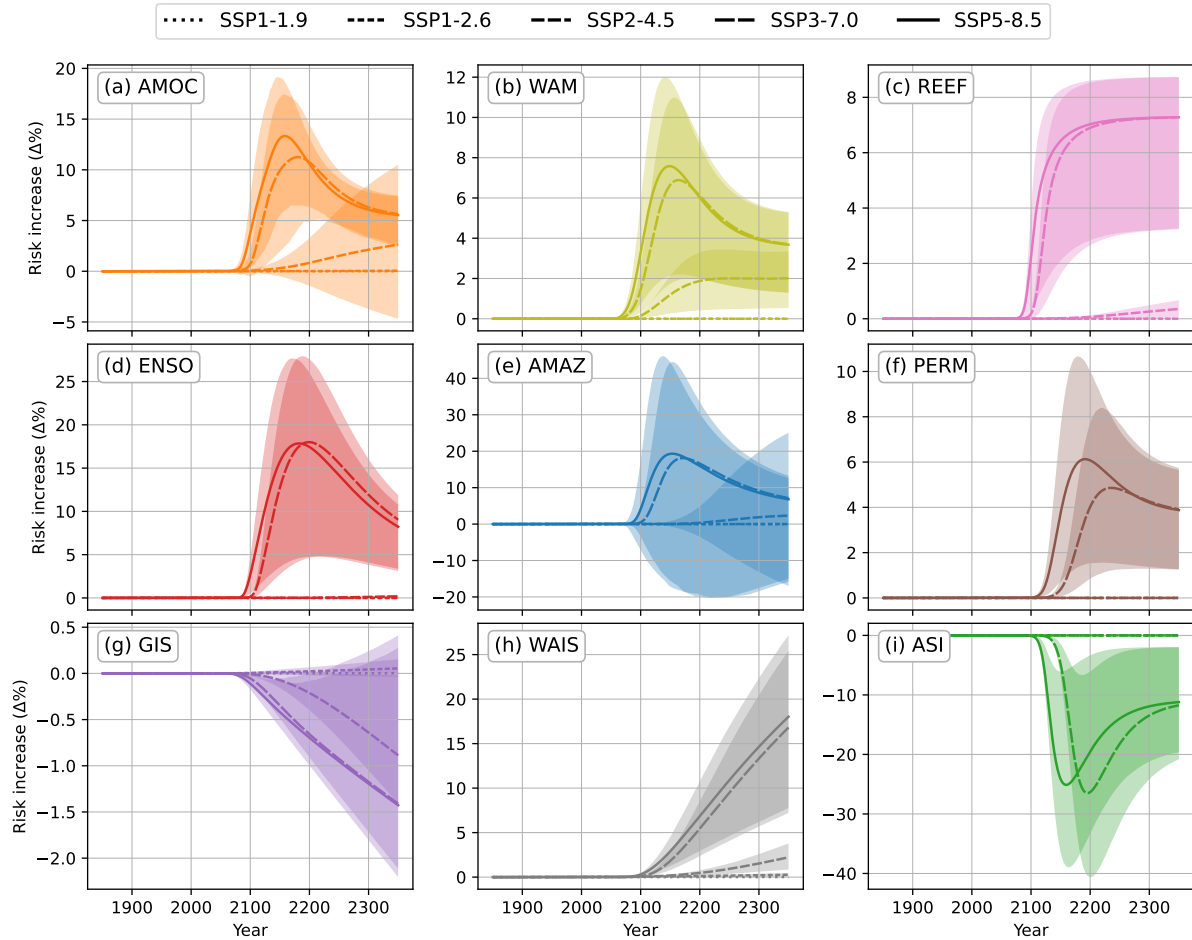 SSP1-1.9 SSP1-2.6 SSP2-4.5 SSP3-7.0 SSP5-8.5
(a) AMOC
Risk increase (Δ%)
20
15
10
5
0
−5
(b) WAM
12
10
8
6
4
2
0
(c) REEF
8
6
4
2
0
(d) ENSO
Risk increase (Δ%)
25
20
15
10
5
0
(e) AMAZ
40
30
20
10
0
−10
−20
(f) PERM
10
8
6
4
2
0
(g) GIS
Risk increase (Δ%)
0.5
0.0
−0.5
−1.0
−1.5
−2.0
1900 2000 2100 2200 2300
Year
(h) WAIS
25
20
15
10
5
0
1900 2000 2100 2200 2300
Year
(i) ASI
0
−10
−20
−30
−40
1900 2000 2100 2200 2300
Year